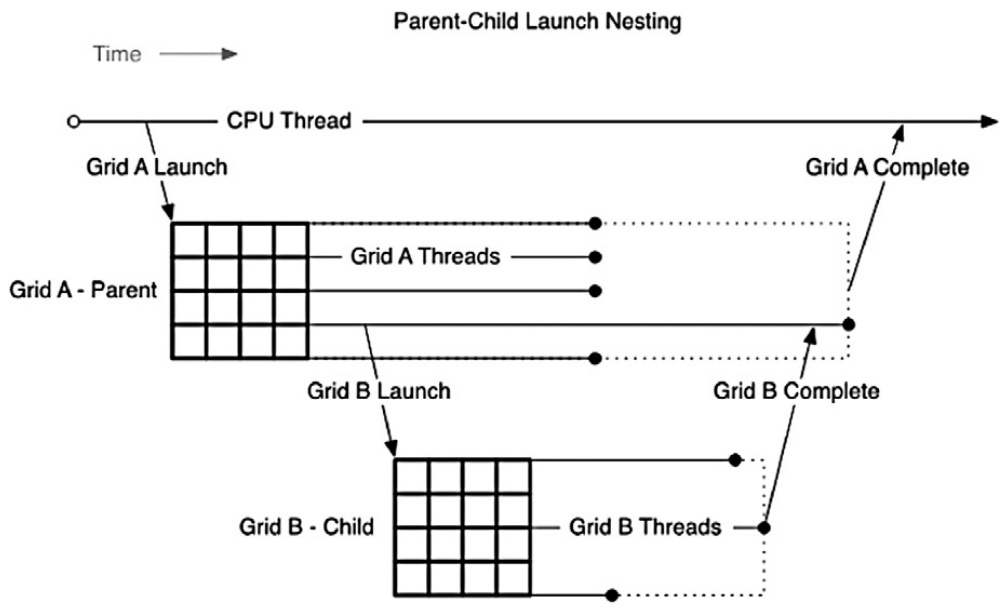 Parent-Child Launch Nesting
Time
CPU Thread
Grid A Launch
Grid A Complete
Grid A Threads
Grid A - Parent
Grid B Launch
Grid B Complete
Grid B - Child
Grid B Threads